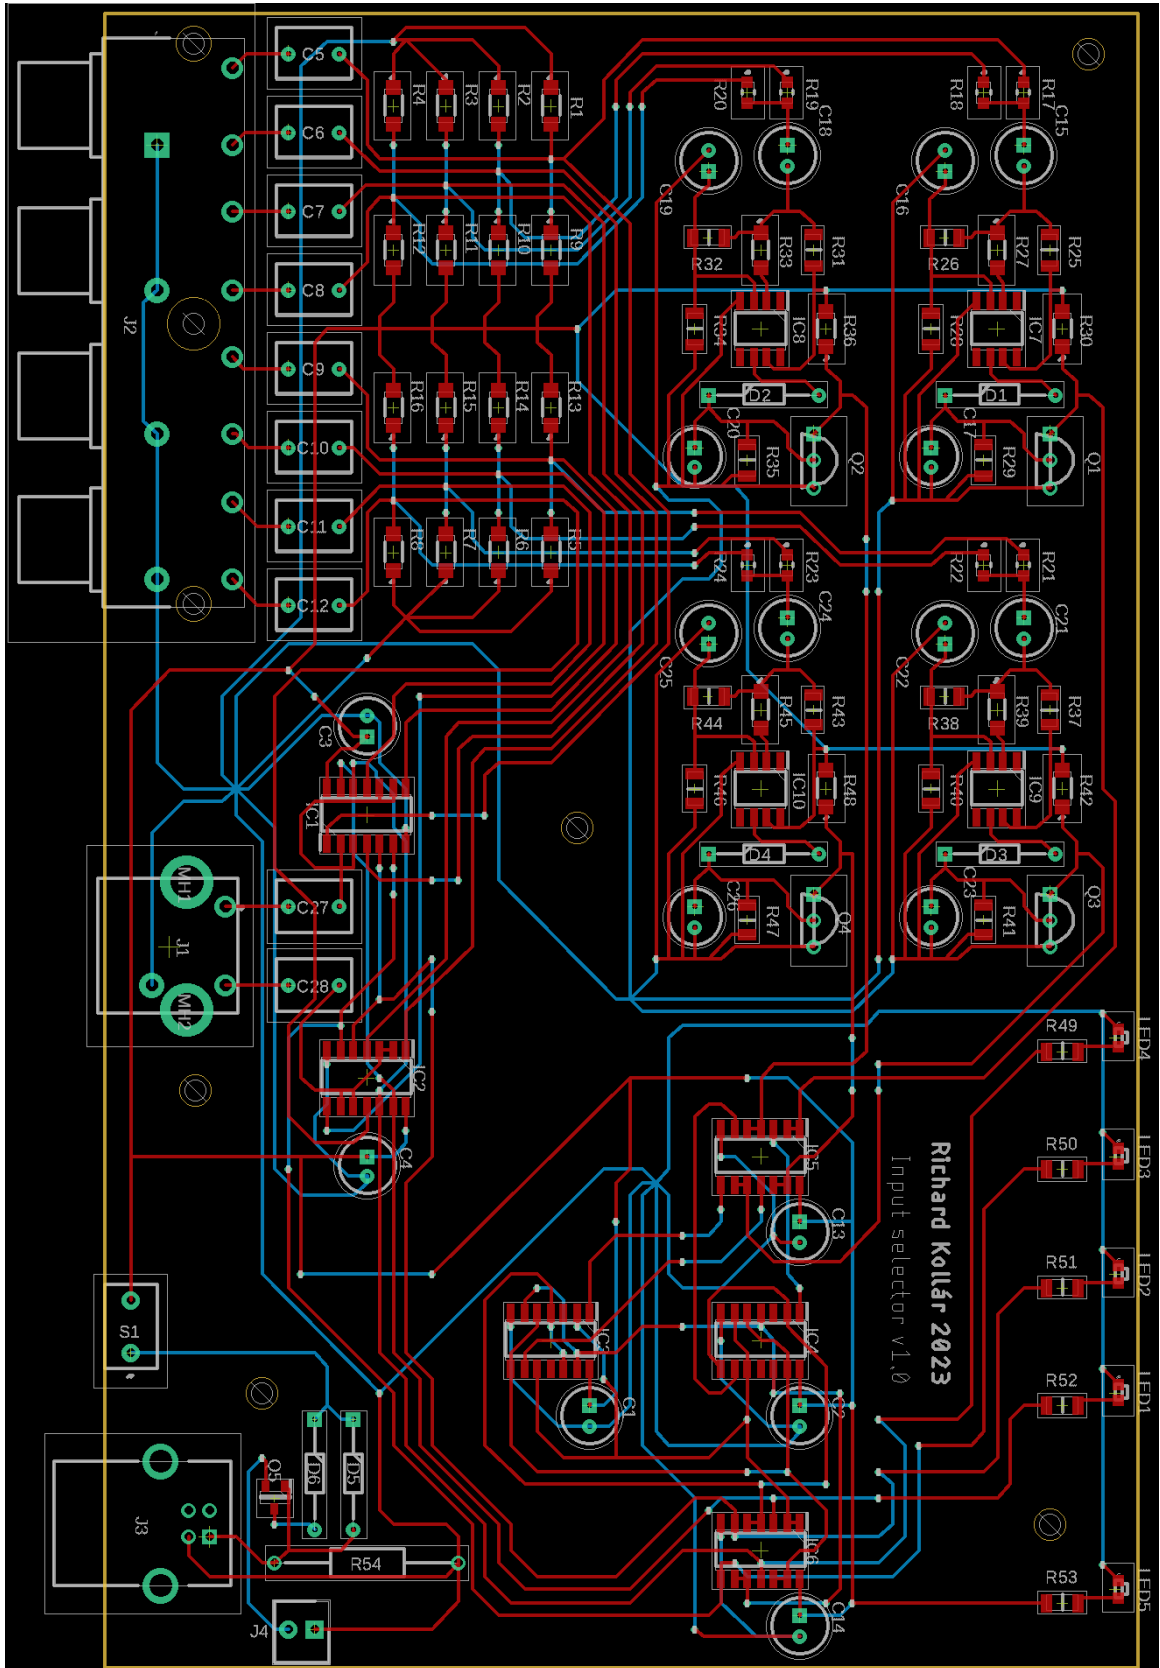 C5
C6
C7
C8
C9
C10
C11
C12
R4
R3
R2
R1
R12
R11
R10
R9
R16
R15
R14
R13
R8
R7
R6
R5
R20
R19
C18
R18
R17
C15
C19
C16
R32
R33
R31
R26
R27
R25
R34
IC8
R36
R28
IC7
R30
D2
D1
C20
R35
Q2
C17
R29
Q1
R24
R23
C24
R22
R21
C21
C25
C22
R44
R45
R43
R38
R39
R37
R46
IC10
R48
R40
IC9
R42
D4
D3
C26
R47
Q4
C23
R41
Q3
J2
C3
IC1
MH1
J1
MH2
C27
C28
IC2
C4
S1
Q5
D6
D5
J3
R54
J4
IC5
C13
IC3
IC4
C1
C2
IC6
C14
Richard Kollár 2023
Input selector v1.0
R49
LED4
R50
LED3
R51
LED2
R52
LED1
R53
LED5